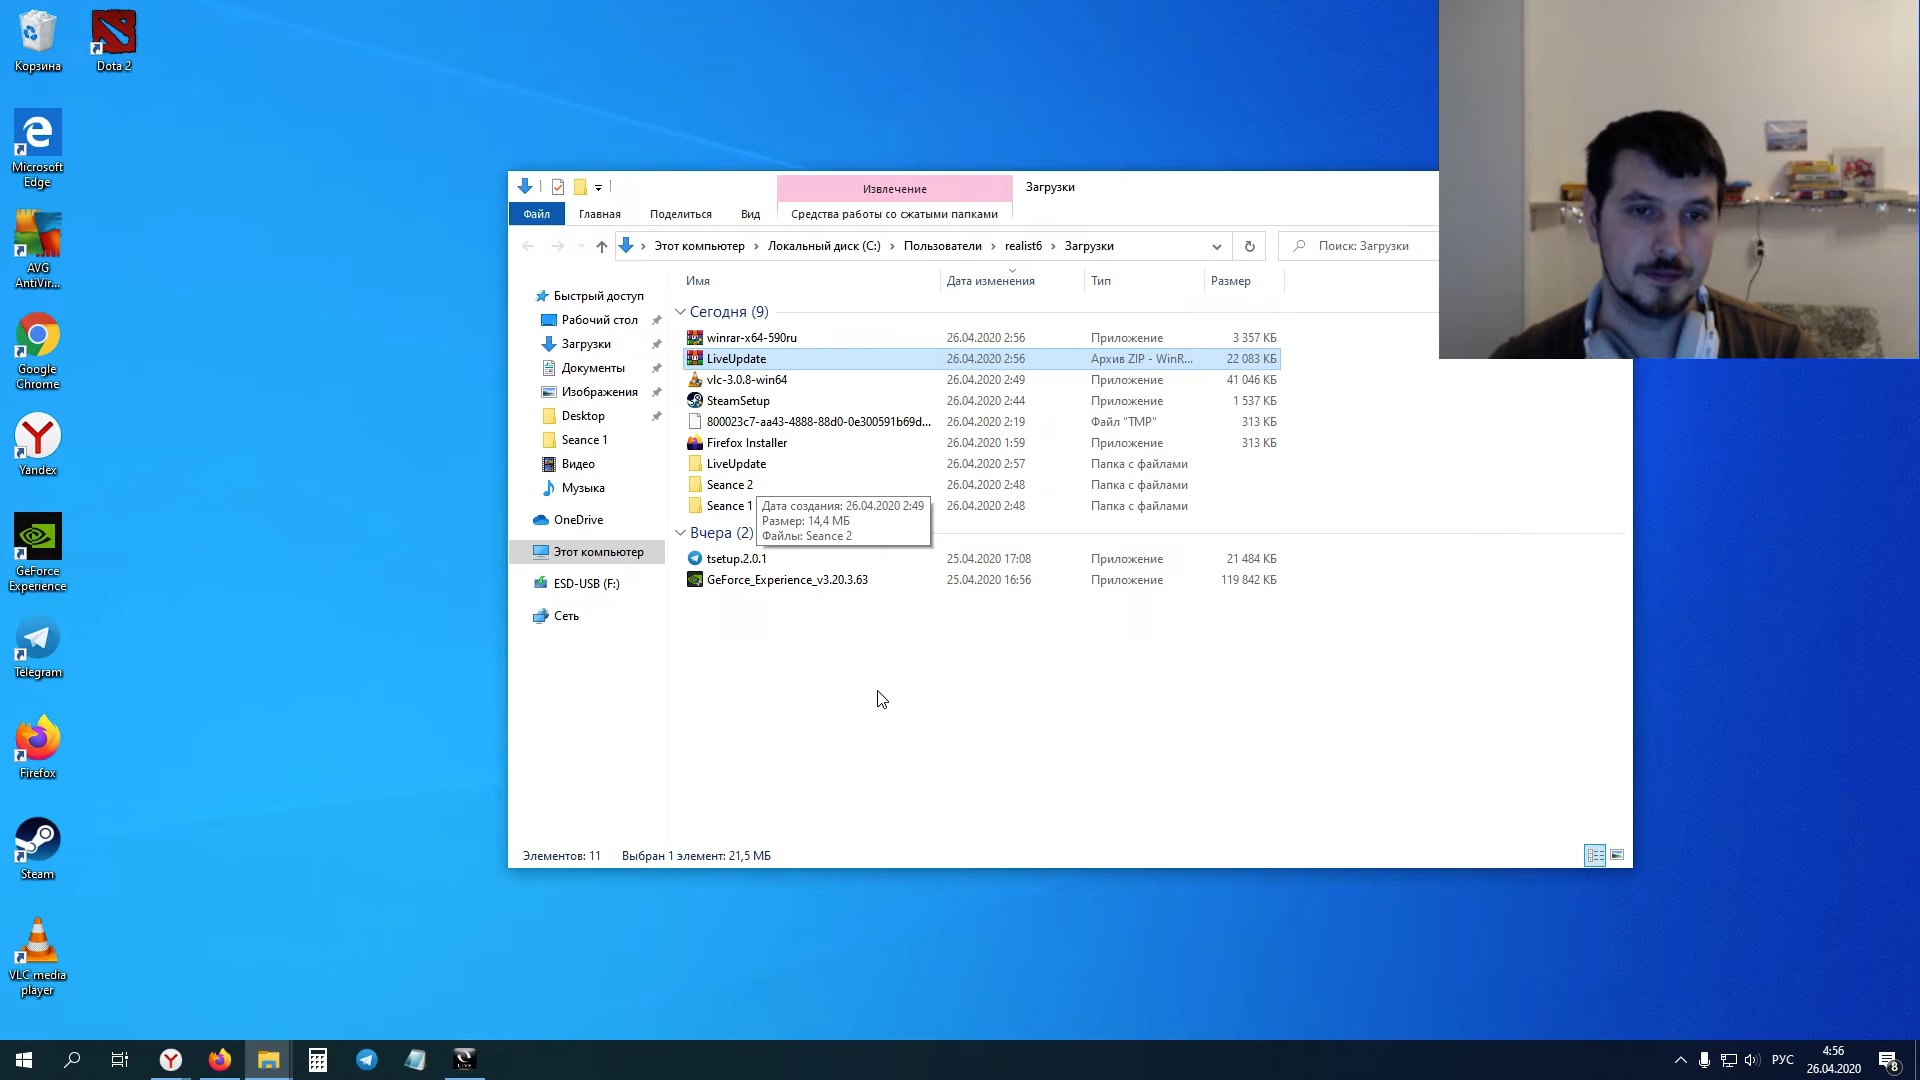 Корзина
Dota 2
Microsoft
Edge
AVG
AntiVir...
Google
Chrome
Yandex
GeForce
Experience
Telegram
Firefox
Steam
VLC media
player
Извлечение
Загрузки
Файл
Главная
Поделиться
Вид
Средства работы со сжатыми папками
Этот компьютер
Локальный диск (C:)
Пользователи
realist6
Загрузки
Поиск: Загрузки
Имя
Дата изменения
Тип
Размер
Быстрый доступ
Рабочий стол
Загрузки
Документы
Изображения
Desktop
Seance 1
Видео
Музыка
OneDrive
Этот компьютер
ESD-USB (F:)
Сеть
Сегодня (9)
winrar-x64-590ru 26.04.2020 2:56 Приложение 3 357 КБ
LiveUpdate 26.04.2020 2:56 Архив ZIP - WinR... 22 083 КБ
vlc-3.0.8-win64 26.04.2020 2:49 Приложение 41 046 КБ
SteamSetup 26.04.2020 2:44 Приложение 1 537 КБ
800023c7-aa43-4888-88d0-0e300591b69d... 26.04.2020 2:19 Файл "TMP" 313 КБ
Firefox Installer 26.04.2020 1:59 Приложение 313 КБ
LiveUpdate 26.04.2020 2:57 Папка с файлами
Seance 2 26.04.2020 2:48 Папка с файлами
Seance 1 26.04.2020 2:48 Папка с файлами
Дата создания: 26.04.2020 2:49
Размер: 14,4 МБ
Файлы: Seance 2
Вчера (2)
tsetup.2.0.1 25.04.2020 17:08 Приложение 21 484 КБ
GeForce_Experience_v3.20.3.63 25.04.2020 16:56 Приложение 119 842 КБ
Элементов: 11
Выбран 1 элемент: 21,5 МБ
РУС
4:56
26.04.2020
8